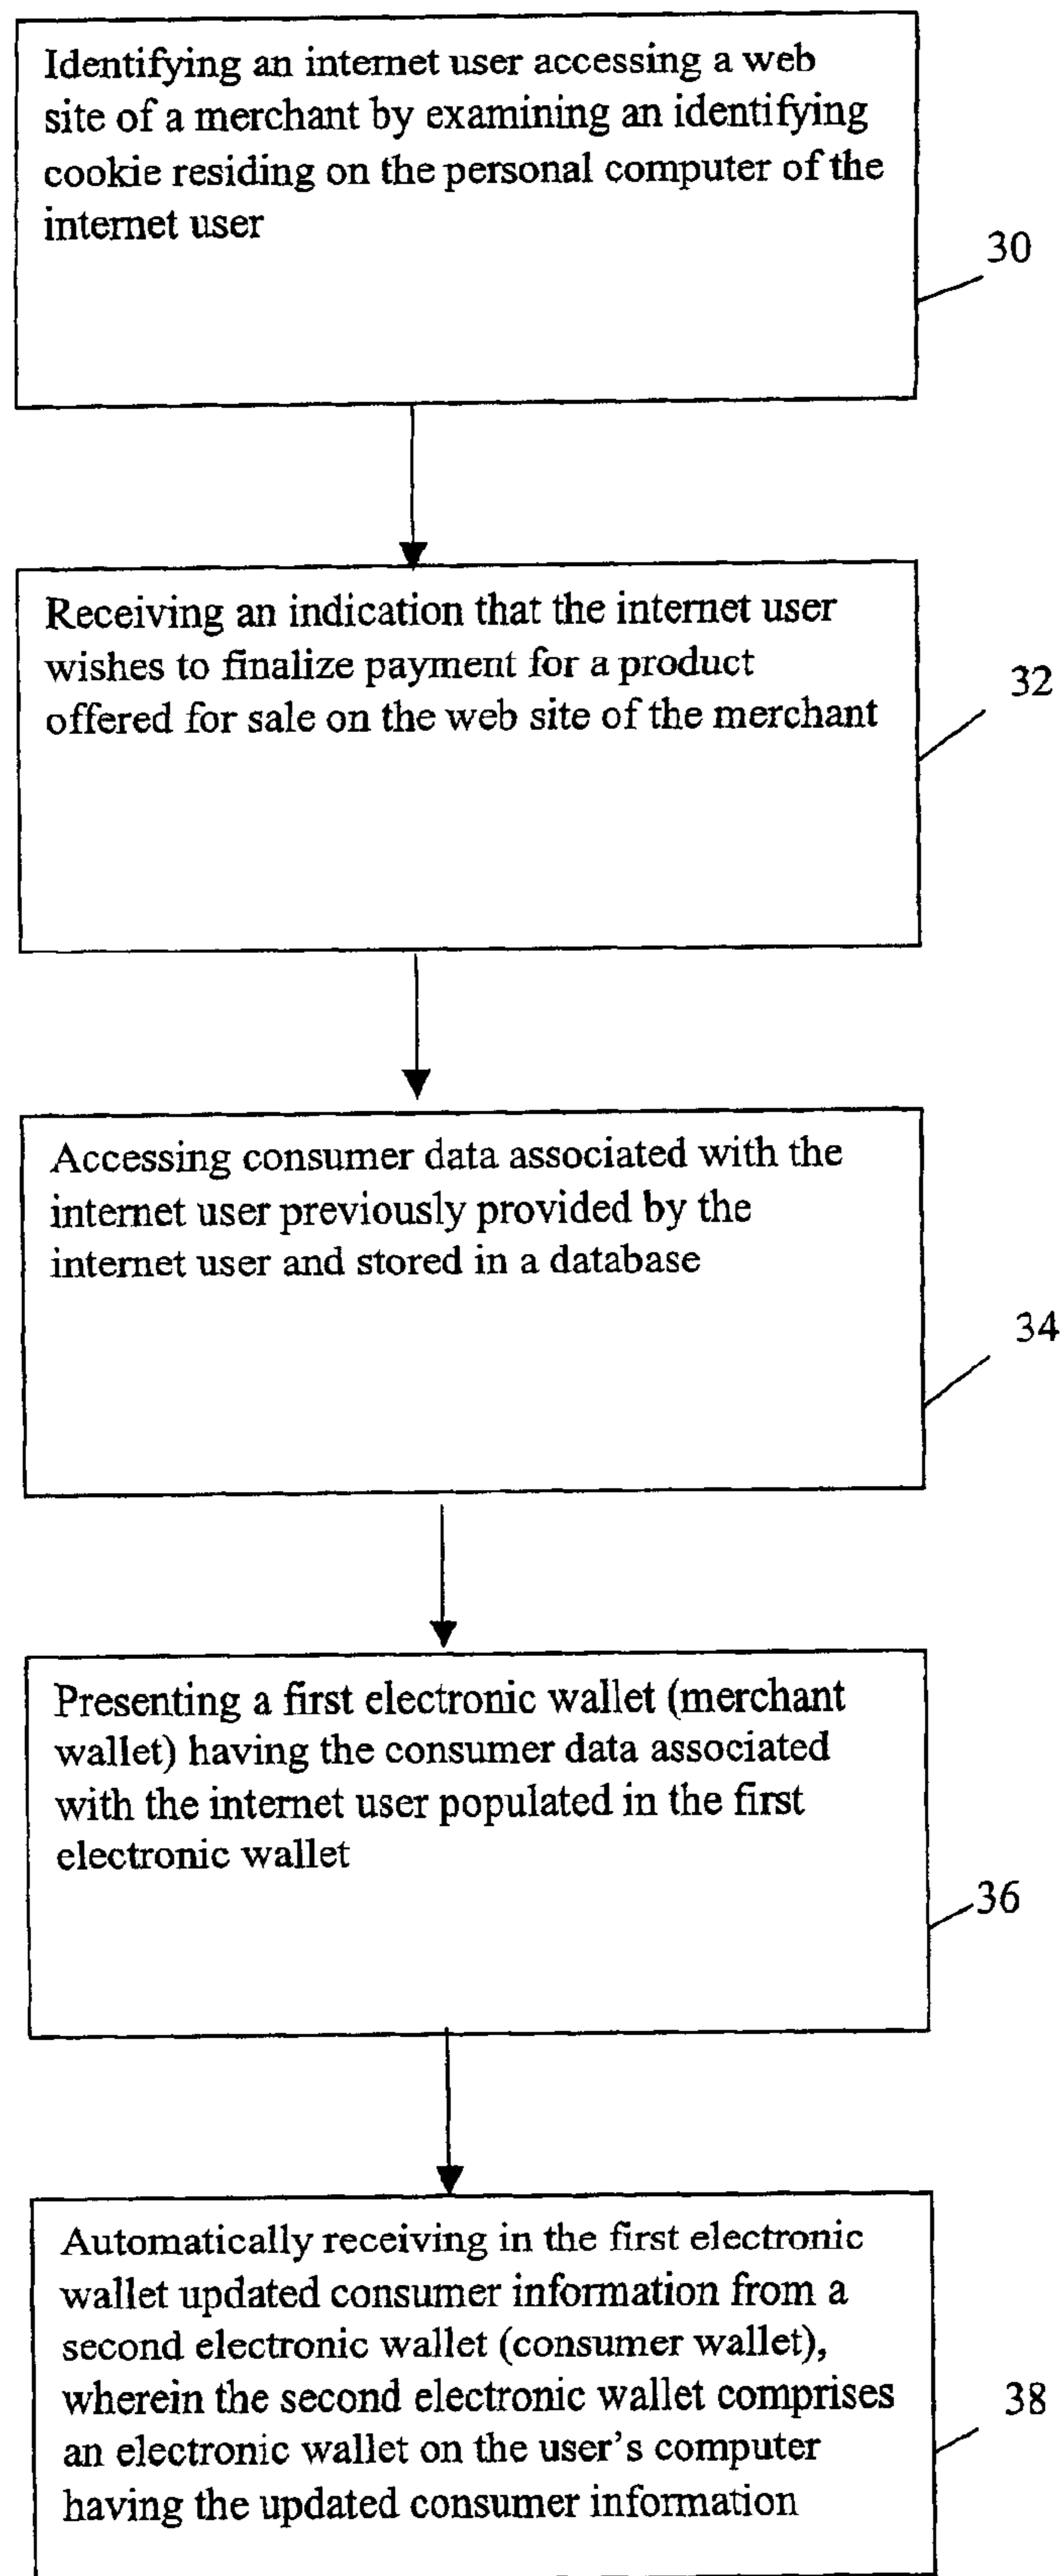 Identifying an internet user accessing a web
site of a merchant by examining an identifying
cookie residing on the personal computer of the
internet user
30
Receiving an indication that the internet user
wishes to finalize payment for a product
offered for sale on the web site of the merchant
32
Accessing consumer data associated with the
internet user previously provided by the
internet user and stored in a database
34
Presenting a first electronic wallet (merchant
wallet) having the consumer data associated
with the internet user populated in the first
electronic wallet
36
Automatically receiving in the first electronic
wallet updated consumer information from a
second electronic wallet (consumer wallet),
wherein the second electronic wallet comprises
an electronic wallet on the user's computer
having the updated consumer information
38